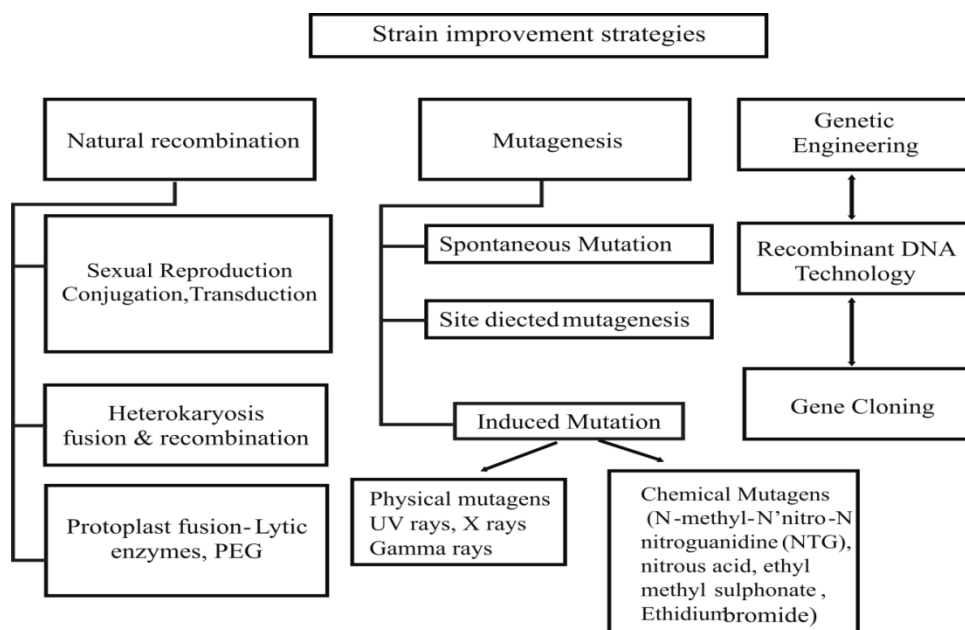 Strain improvement strategies
Natural recombination
Sexual Reproduction
Conjugation,Transduction
Heterokaryosis
fusion & recombination
Protoplast fusion-Lytic
enzymes, PEG
Mutagenesis
Spontaneous Mutation
Site diected mutagenesis
Induced Mutation
Physical mutagens
UV rays, X rays
Gamma rays
Chemical Mutagens
(N-methyl-N'nitro-N
nitroguanidine (NTG),
nitrous acid, ethyl
methyl sulphonate ,
Ethidium bromide)
Genetic
Engineering
Recombinant DNA
Technology
Gene Cloning